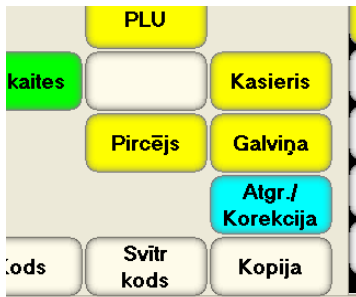 PLU
kaites
Kasieris
Pircējs
Galviņa
Atgr./
Korekcija
Kods
Svītr
kods
Kopija